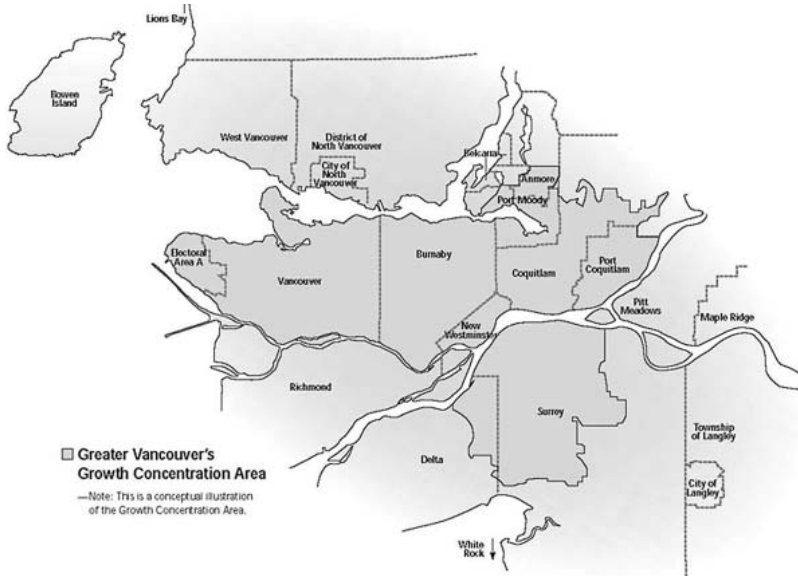 Lions Bay
Bowen
Island
West Vancouver
District of
North Vancouver
City of
North
Vancouver
Belcarra
Anmore
Port Moody
Electoral
Area A
Vancouver
Burnaby
Coquitlam
Port
Coquitlam
New
Westminster
Pitt
Meadows
Maple Ridge
Richmond
Surrey
Delta
Township
of Langley
City of
Langley
White
Rock
Greater Vancouver's
Growth Concentration Area
—Note: This is a conceptual illustration
of the Growth Concentration Area.